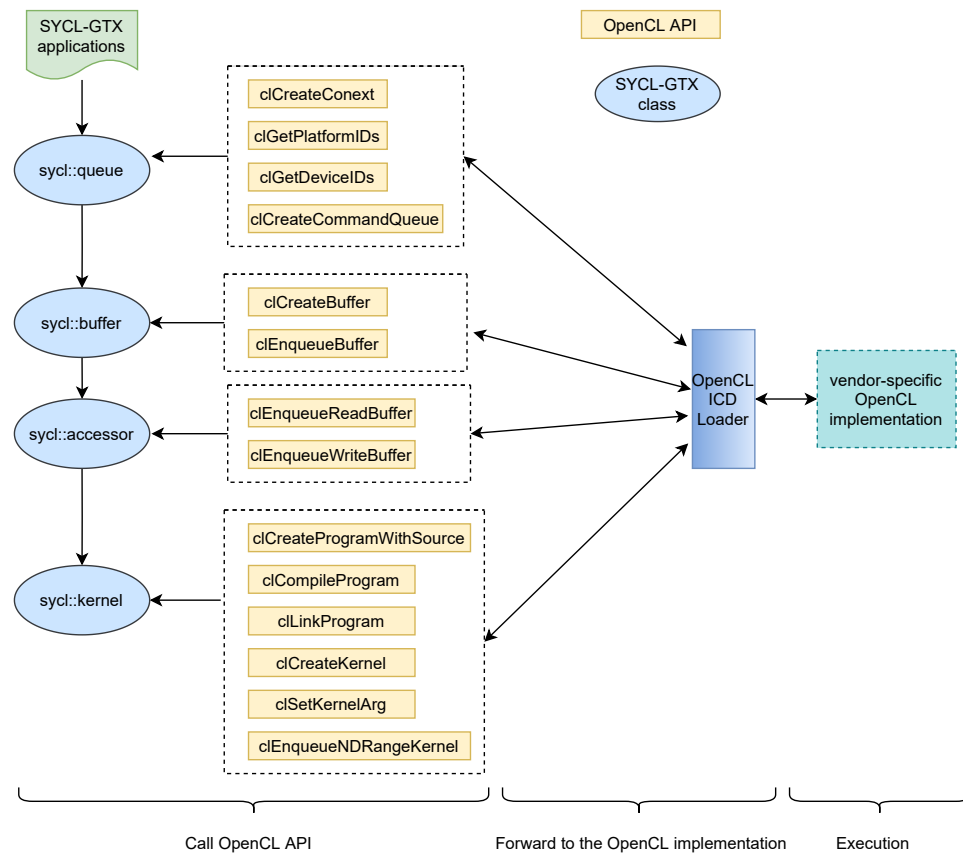 SYCL-GTX
applications
OpenCL API
SYCL-GTX
class
sycl::queue
clCreateConext
clGetPlatformIDs
clGetDeviceIDs
clCreateCommandQueue
sycl::buffer
clCreateBuffer
clEnqueueBuffer
sycl::accessor
clEnqueueReadBuffer
clEnqueueWriteBuffer
OpenCL
ICD
Loader
vendor-specific
OpenCL
implementation
sycl::kernel
clCreateProgramWithSource
clCompileProgram
clLinkProgram
clCreateKernel
clSetKernelArg
clEnqueueNDRangeKernel
Call OpenCL API
Forward to the OpenCL implementation
Execution